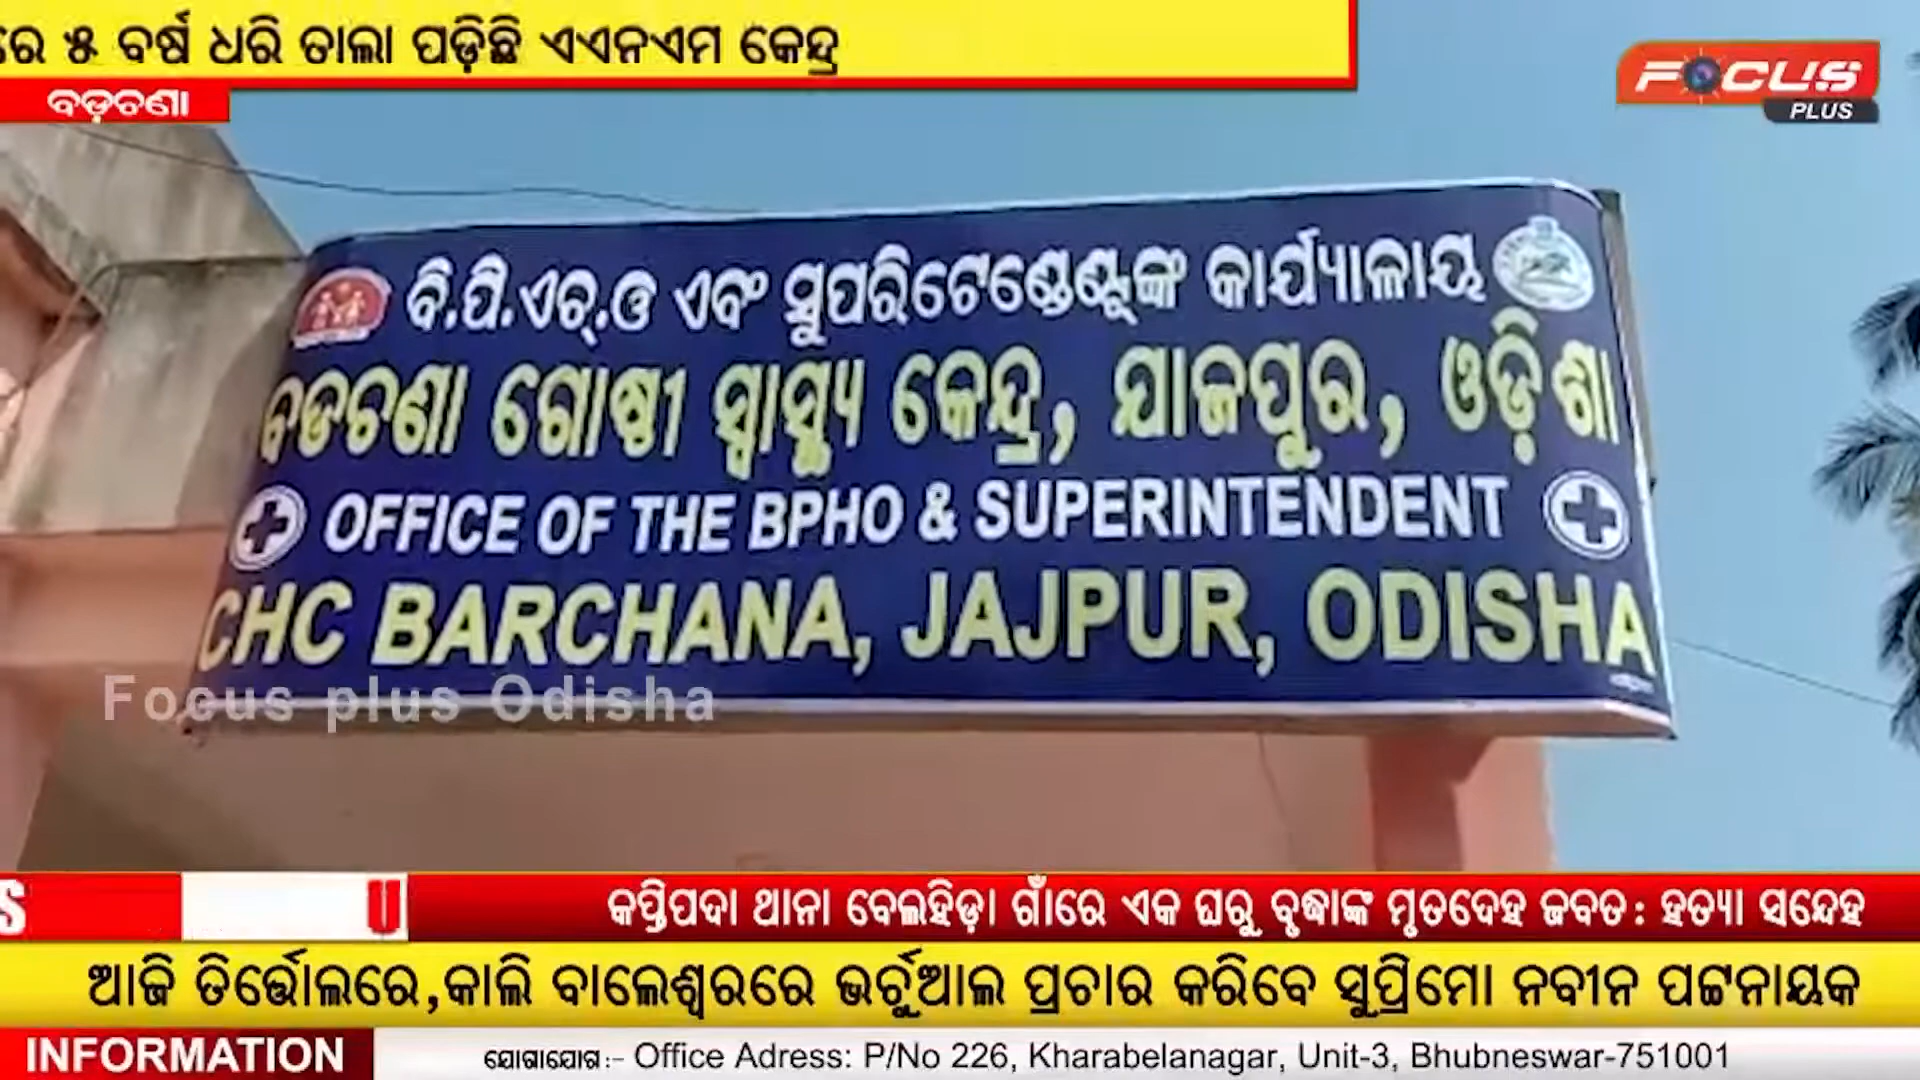 ରେ ୫ ବର୍ଷ ଧରି ତାଲା ପଡ଼ିଛି ଏଏନଏମ କେନ୍ଦ୍ର
ବଡ଼ଚଣା
FOCUS
PLUS
ବି.ପି.ଏଚ୍.ଓ ଏବଂ ସୁପରିଟେଣ୍ଡେଣ୍ଟଙ୍କ କାର୍ଯ୍ୟାଳୟ
ବଡଚଣା ଗୋଷ୍ଠୀ ସ୍ୱାସ୍ଥ୍ୟ କେନ୍ଦ୍ର, ଯାଜପୁର, ଓଡ଼ିଶା
OFFICE OF THE BPHO & SUPERINTENDENT
CHC BARCHANA, JAJPUR, ODISHA
Focus plus Odisha
S U
କପ୍ତିପଦା ଥାନା ବେଲହିଡ଼ା ଗାଁରେ ଏକ ଘରୁ ବୃଦ୍ଧାଙ୍କ ମୃତଦେହ ଜବତ: ହତ୍ୟା ସନ୍ଦେହ
ଆଜି ତିର୍ତ୍ତୋଲରେ,କାଲି ବାଲେଶ୍ୱରରେ ଭର୍ଚୁଆଲ ପ୍ରଚାର କରିବେ ସୁପ୍ରିମୋ ନବୀନ ପଟ୍ଟନାୟକ
INFORMATION ଯୋଗାଯୋଗ:- Office Adress: P/No 226, Kharabelanagar, Unit-3, Bhubneswar-751001